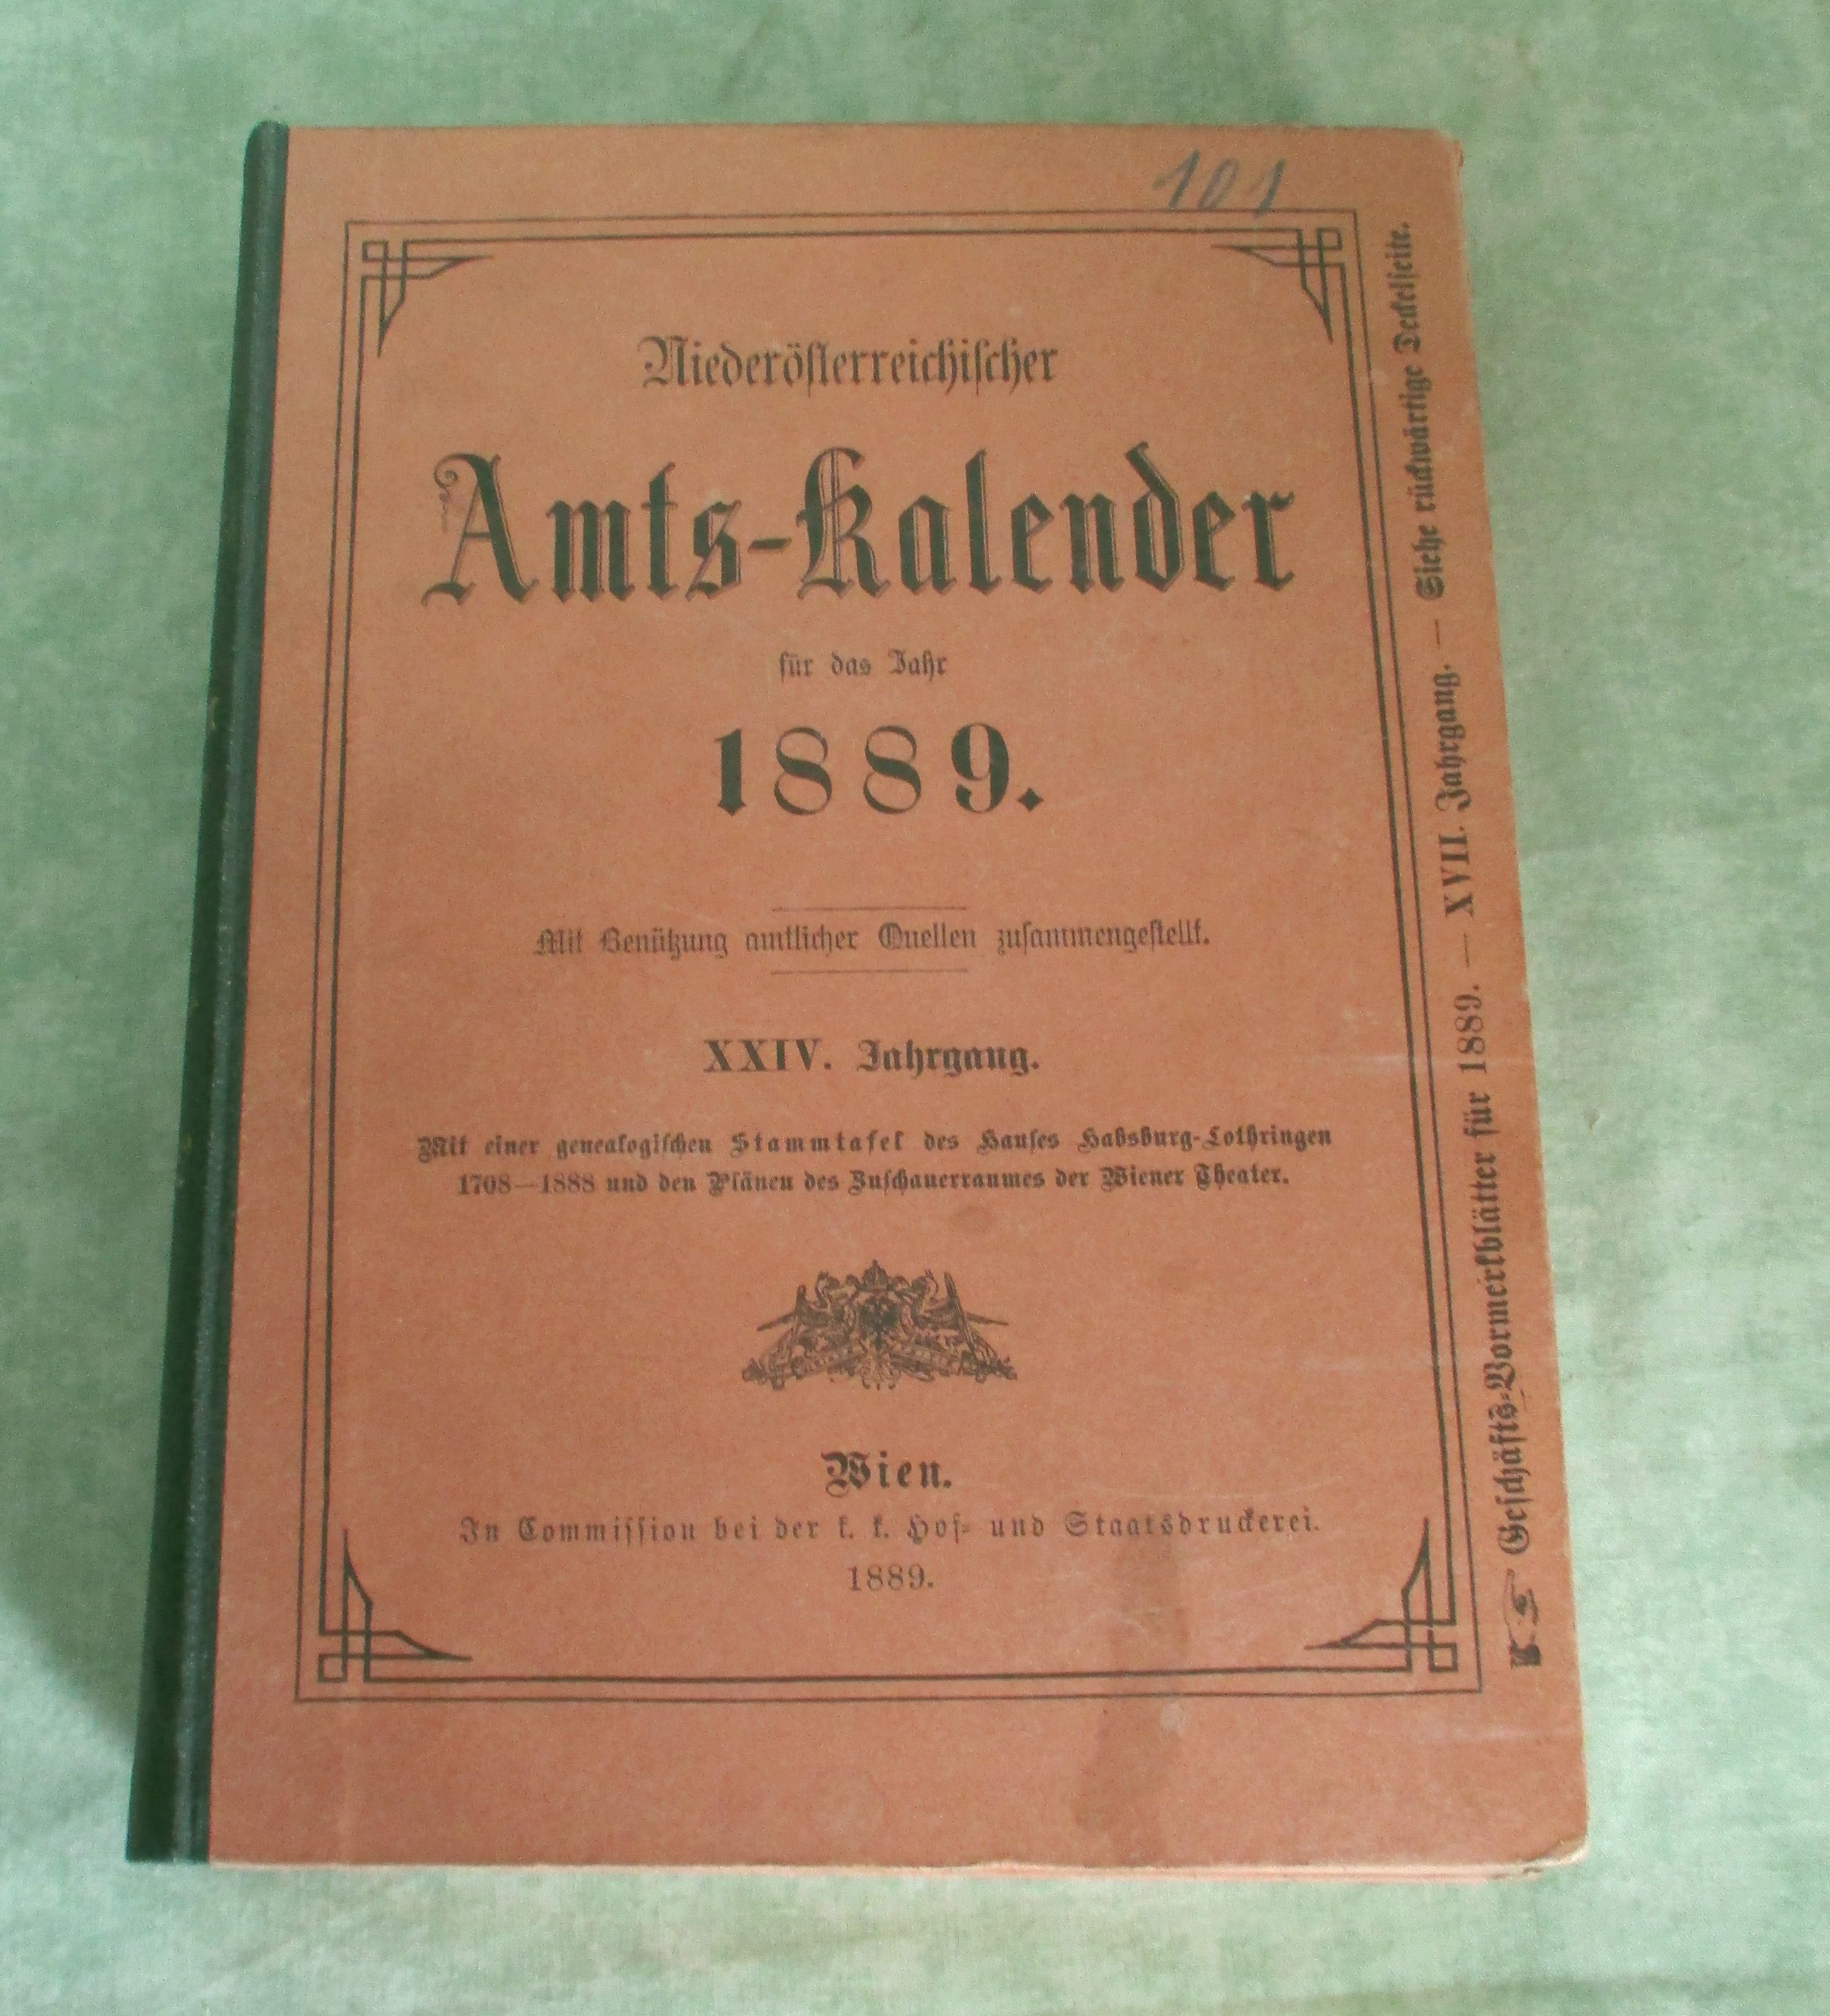 101
Niederösterreichischer
Amts-Kalender
für das Jahr
1889.
Mit Benützung amtlicher Quellen zusammengestellt.
XXIV. Jahrgang.
Mit einer genealogischen Stammtafel des Hauses Habsburg-Lothringen
1708—1888 und den Plänen des Zuschauerraumes der Wiener Theater.
Wien.
In Commission bei der k. k. Hof- und Staatsdruckerei.
1889.
☛ Geschäfts-Vormerkblätter für 1889. — XVII. Jahrgang. — Siehe rückwärtige Deckelseite.